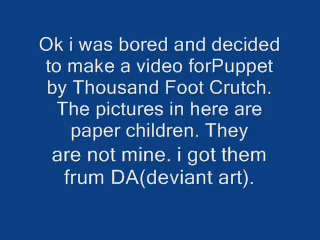 Ok i was bored and decided
to make a video forPuppet
by Thousand Foot Crutch.
The pictures in here are
paper children. They
are not mine. i got them
frum DA(deviant art).